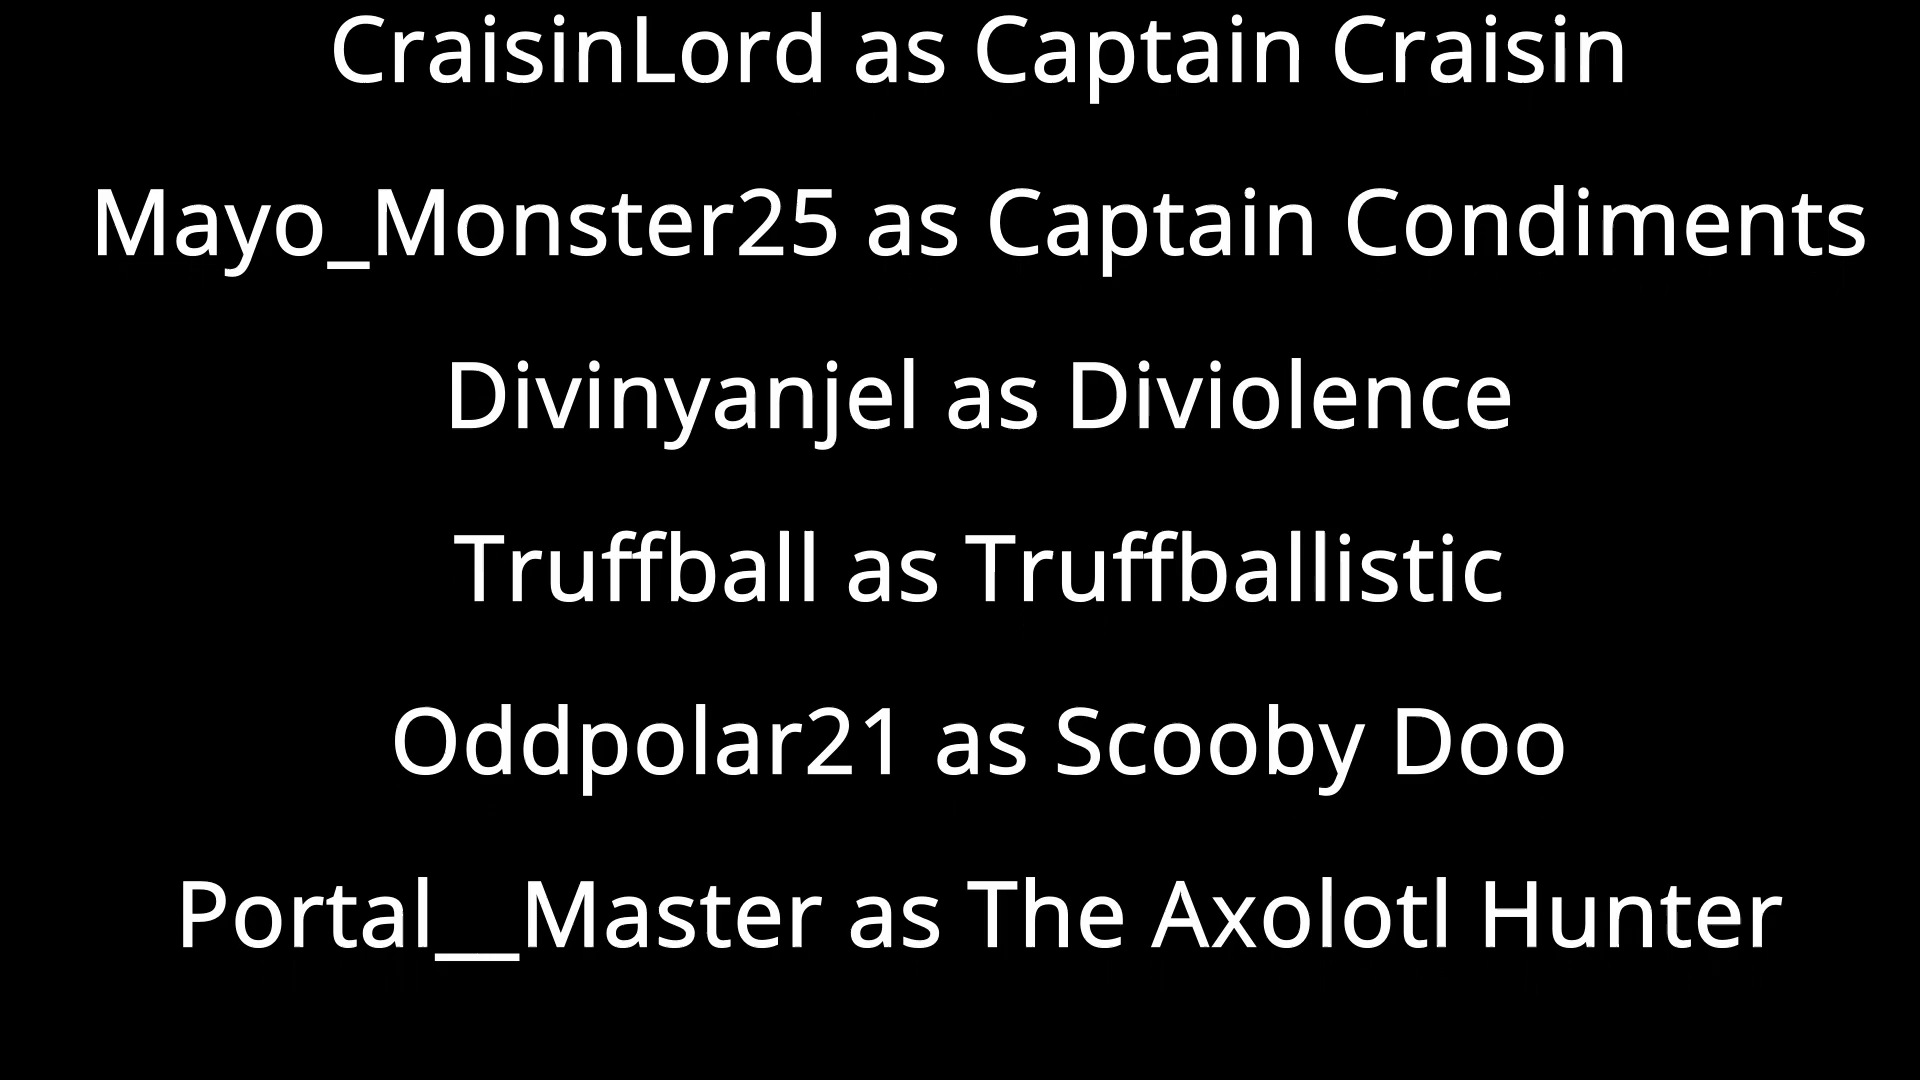 CraisinLord as Captain Craisin
Mayo_Monster25 as Captain Condiments
Divinyanjel as Diviolence
Truffball as Truffballistic
Oddpolar21 as Scooby Doo
Portal__Master as The Axolotl Hunter